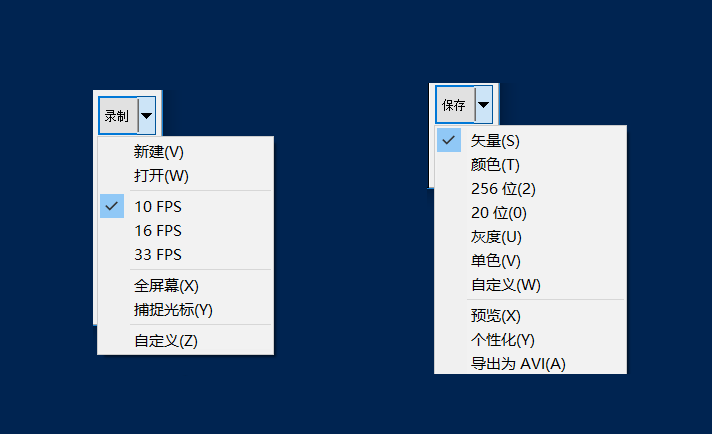 录制
新建(V)
打开(W)
10 FPS
16 FPS
33 FPS
全屏幕(X)
捕捉光标(Y)
自定义(Z)
保存
矢量(S)
颜色(T)
256 位(2)
20 位(0)
灰度(U)
单色(V)
自定义(W)
预览(X)
个性化(Y)
导出为 AVI(A)